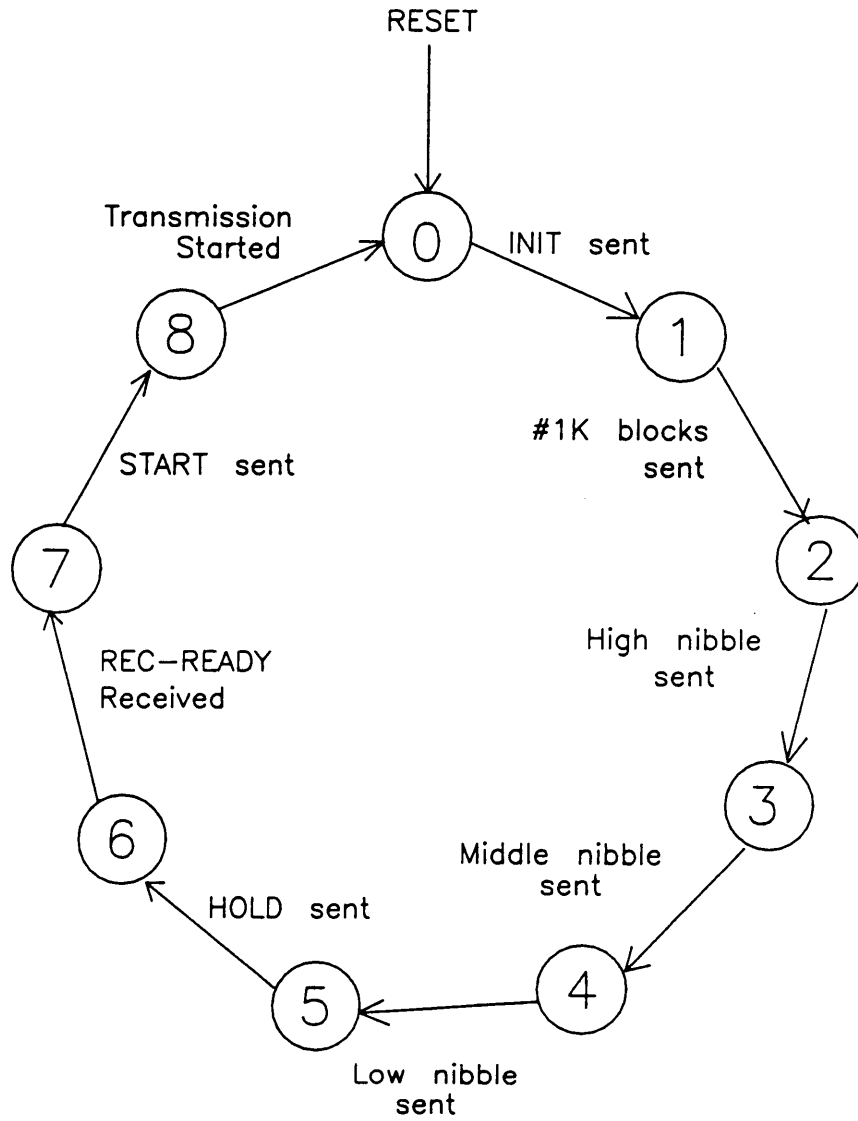 RESET
Transmission
Started
0
INIT sent
8
1
#1K blocks
sent
START sent
7
2
High nibble
sent
REC-READY
Received
3
6
Middle nibble
sent
HOLD sent
4
5
Low nibble
sent